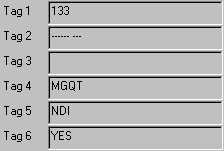 Tag 1 133
Tag 2 ------ ---
Tag 3
Tag 4 MGQT
Tag 5 NDI
Tag 6 YES